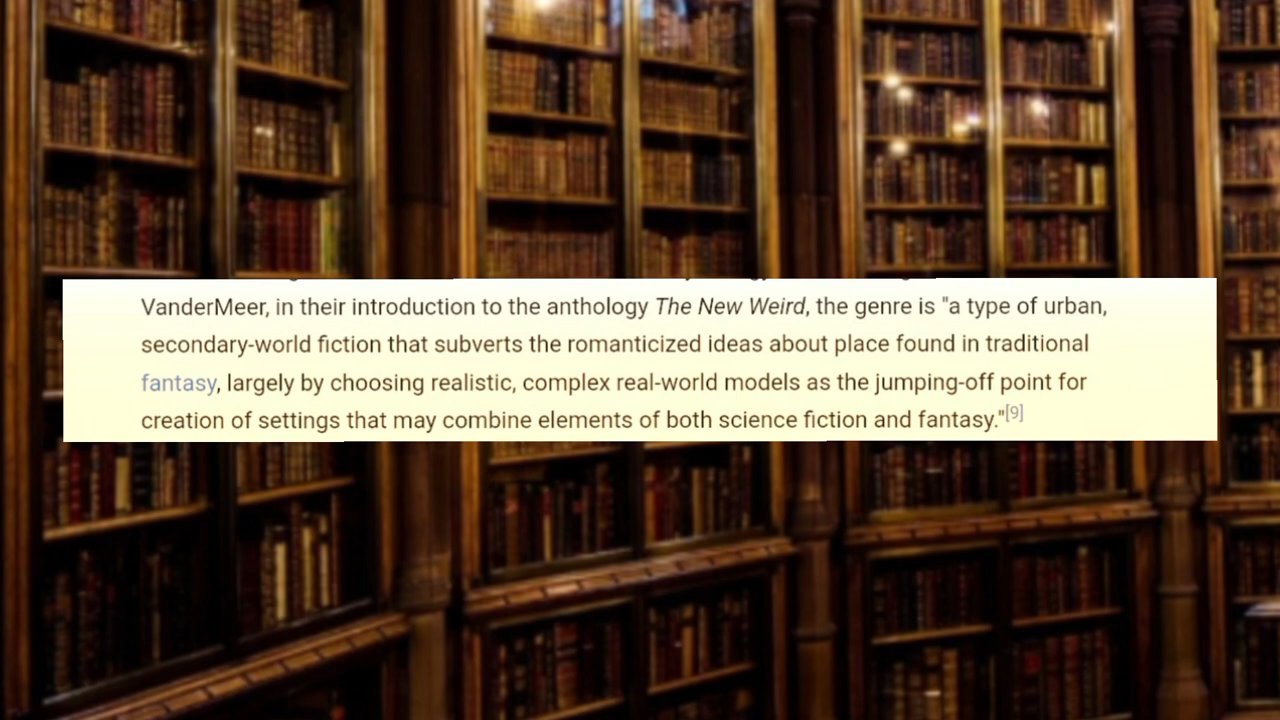 VanderMeer, in their introduction to the anthology The New Weird, the genre is "a type of urban,
secondary-world fiction that subverts the romanticized ideas about place found in traditional
fantasy, largely by choosing realistic, complex real-world models as the jumping-off point for
creation of settings that may combine elements of both science fiction and fantasy."[9]